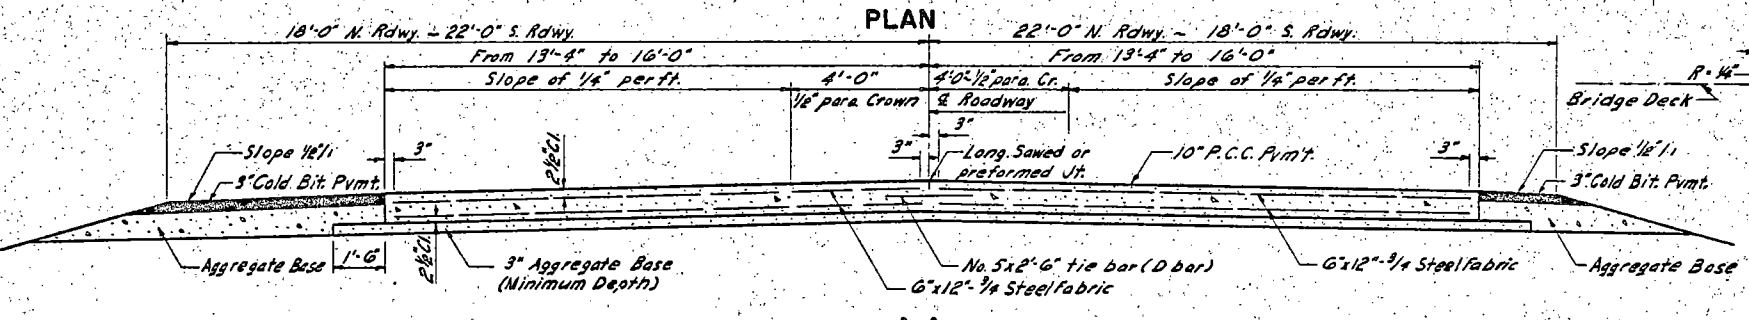 PLAN
18'-0" N. Rdwy. ~ 22'-0" S. Rdwy.
22'-0" N. Rdwy. ~ 18'-0" S. Rdwy.
From 13'-4" to 16'-0"
From 13'-4" to 16'-0"
Slope of 1/4" per ft.
4'-0"
4'-0"-1/2" para. Cr.
Slope of 1/4" per ft.
R = 1/4"
1/2" para. Crown
℄ Roadway
Bridge Deck
3"
Slope 1/2":1
3"
2 1/2" Cl.
3"
Long. Sawed or
preformed Jt.
10" P.C.C. Pvm't.
3"
Slope 1/2":1
3" Cold Bit. Pvmt.
3" Cold Bit. Pvmt.
Aggregate Base
1'-6"
2 1/2" Cl.
3" Aggregate Base
(Minimum Depth)
No. 5 x 2'-6" tie bar (D bar)
6"x12"-3/4 Steel Fabric
6"x12"-3/4 Steel Fabric
Aggregate Base